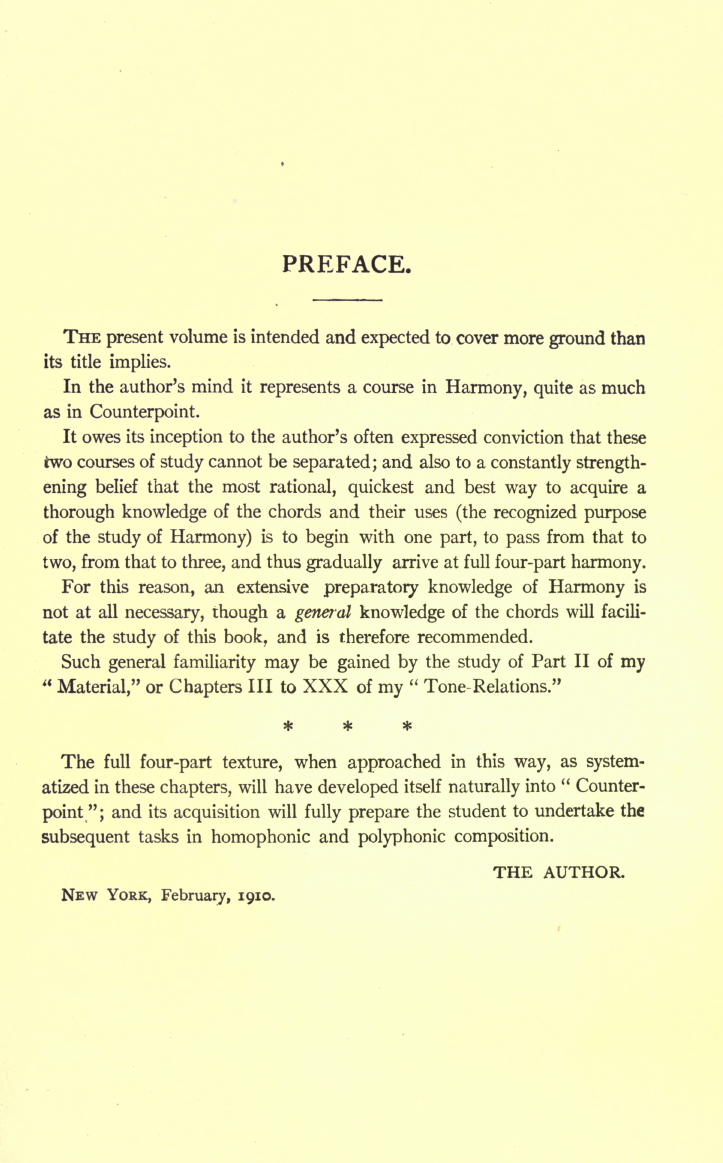 PREFACE.
THE present volume is intended and expected to cover more ground than
its title implies.
In the author's mind it represents a course in Harmony, quite as much
as in Counterpoint.
It owes its inception to the author's often expressed conviction that these
two courses of study cannot be separated; and also to a constantly strength-
ening belief that the most rational, quickest and best way to acquire a
thorough knowledge of the chords and their uses (the recognized purpose
of the study of Harmony) is to begin with one part, to pass from that to
two, from that to three, and thus gradually arrive at full four-part harmony.
For this reason, an extensive preparatory knowledge of Harmony is
not at all necessary, though a general knowledge of the chords will facili-
tate the study of this book, and is therefore recommended.
Such general familiarity may be gained by the study of Part II of my
“ Material,” or Chapters III to XXX of my “ Tone-Relations.”
* * *
The full four-part texture, when approached in this way, as system-
atized in these chapters, will have developed itself naturally into “ Counter-
point”; and its acquisition will fully prepare the student to undertake the
subsequent tasks in homophonic and polyphonic composition.
THE AUTHOR.
NEW YORK, February, 1910.